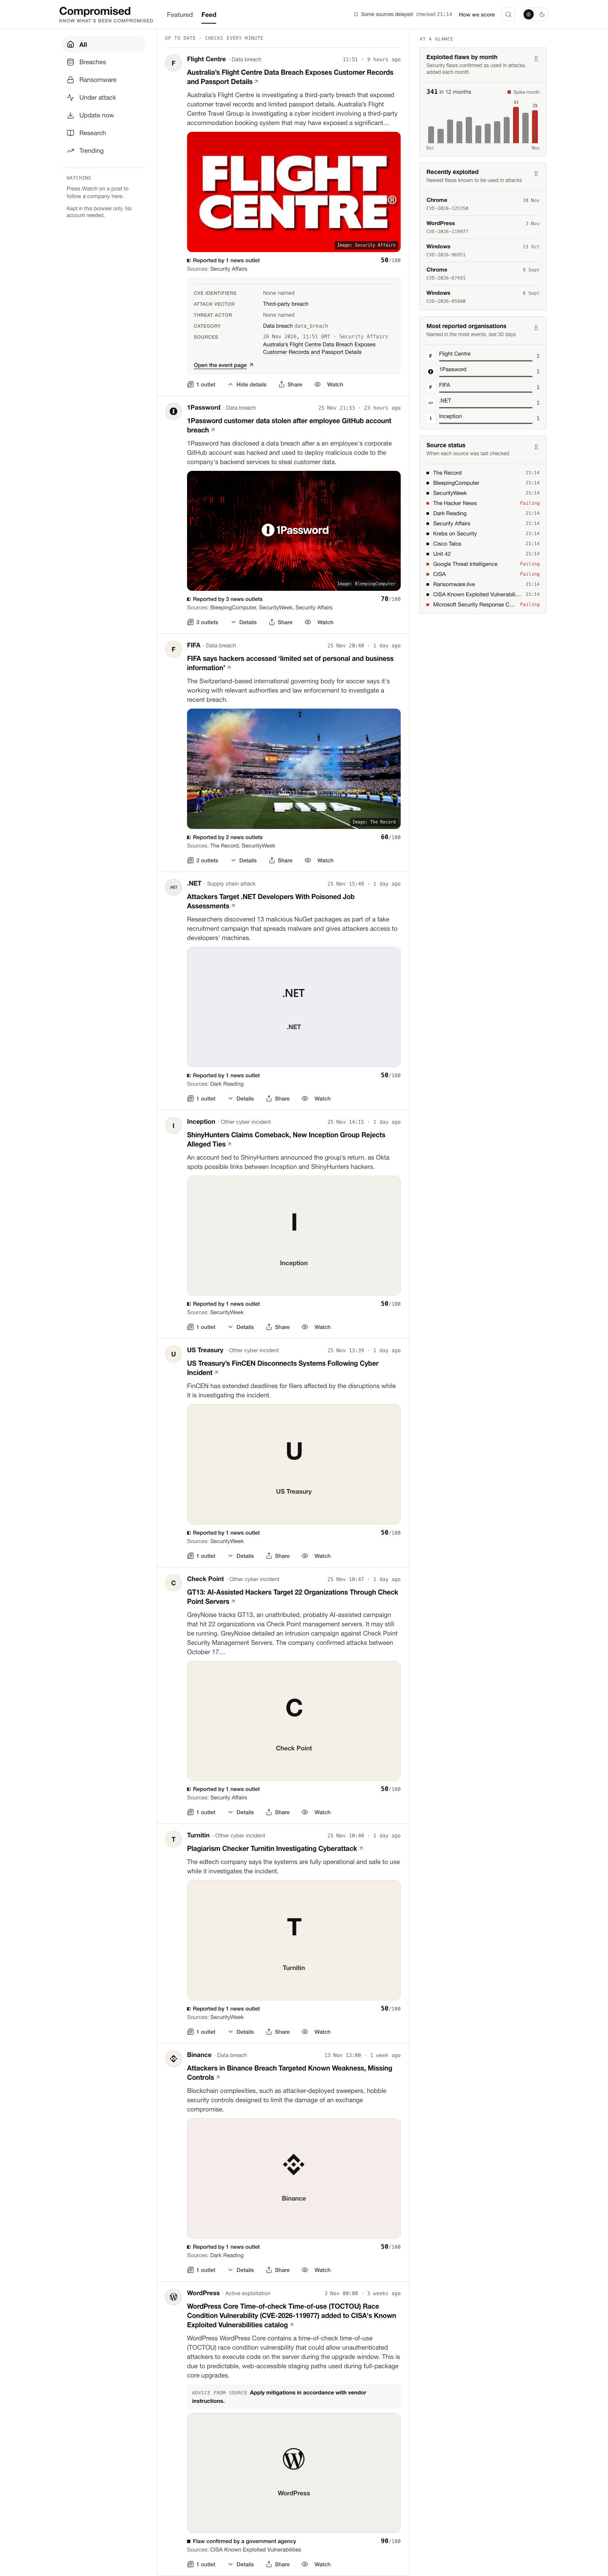 Compromised
KNOW WHAT'S BEEN COMPROMISED
Featured
Feed
Some sources delayed checked 21:14
How we score
All
Breaches
Ransomware
Under attack
Update now
Research
Trending
WATCHING
Press Watch on a post to
follow a company here.
Kept in this browser only. No
account needed.
UP TO DATE · CHECKS EVERY MINUTE
F
Flight Centre · Data breach
11:51 · 9 hours ago
Australia's Flight Centre Data Breach Exposes Customer Records
and Passport Details
Australia's Flight Centre is investigating a third-party breach that exposed
customer travel records and limited passport details. Australia's Flight
Centre Travel Group is investigating a cyber incident involving a third-party
accommodation booking system that may have exposed a significant…
FLIGHT
CENTRE®
Image: Security Affairs
Reported by 1 news outlet
50/100
Sources: Security Affairs
CVE IDENTIFIERS None named
ATTACK VECTOR Third-party breach
THREAT ACTOR None named
CATEGORY Data breach data_breach
SOURCES 26 Nov 2026, 11:51 GMT · Security Affairs
Australia's Flight Centre Data Breach Exposes
Customer Records and Passport Details
Open the event page
1 outlet Hide details Share Watch
1Password · Data breach
25 Nov 21:33 · 23 hours ago
1Password customer data stolen after employee GitHub account
breach
1Password has disclosed a data breach after a an employee's corporate
GitHub account was hacked and used to deploy malicious code to the
company's backend services to steal customer data.
1Password
Image: BleepingComputer
Reported by 3 news outlets
70/100
Sources: BleepingComputer, SecurityWeek, Security Affairs
3 outlets Details Share Watch
F
FIFA · Data breach
25 Nov 20:48 · 1 day ago
FIFA says hackers accessed 'limited set of personal and business
information'
The Switzerland-based international governing body for soccer says it's
working with relevant authorities and law enforcement to investigate a
recent breach.
Image: The Record
Reported by 2 news outlets
60/100
Sources: The Record, SecurityWeek
2 outlets Details Share Watch
.NET
.NET · Supply chain attack
25 Nov 15:48 · 1 day ago
Attackers Target .NET Developers With Poisoned Job
Assessments
Researchers discovered 13 malicious NuGet packages as part of a fake
recruitment campaign that spreads malware and gives attackers access to
developers' machines.
.NET
.NET
Reported by 1 news outlet
50/100
Sources: Dark Reading
1 outlet Details Share Watch
I
Inception · Other cyber incident
25 Nov 14:15 · 1 day ago
ShinyHunters Claims Comeback, New Inception Group Rejects
Alleged Ties
An account tied to ShinyHunters announced the group's return, as Okta
spots possible links between Inception and ShinyHunters hackers.
I
Inception
Reported by 1 news outlet
50/100
Sources: SecurityWeek
1 outlet Details Share Watch
U
US Treasury · Other cyber incident
25 Nov 13:39 · 1 day ago
US Treasury's FinCEN Disconnects Systems Following Cyber
Incident
FinCEN has extended deadlines for filers affected by the disruptions while
it is investigating the incident.
U
US Treasury
Reported by 1 news outlet
50/100
Sources: SecurityWeek
1 outlet Details Share Watch
C
Check Point · Other cyber incident
25 Nov 10:47 · 1 day ago
GT13: AI-Assisted Hackers Target 22 Organizations Through Check
Point Servers
GreyNoise tracks GT13, an unattributed, probably AI-assisted campaign
that hit 22 organizations via Check Point management servers. It may still
be running. GreyNoise detailed an intrusion campaign against Check Point
Security Management Servers. The company confirmed attacks between
October 17…
C
Check Point
Reported by 1 news outlet
50/100
Sources: Security Affairs
1 outlet Details Share Watch
T
Turnitin · Other cyber incident
25 Nov 10:40 · 1 day ago
Plagiarism Checker Turnitin Investigating Cyberattack
The edtech company says the systems are fully operational and safe to use
while it investigates the incident.
T
Turnitin
Reported by 1 news outlet
50/100
Sources: SecurityWeek
1 outlet Details Share Watch
Binance · Data breach
13 Nov 13:00 · 1 week ago
Attackers in Binance Breach Targeted Known Weakness, Missing
Controls
Blockchain complexities, such as attacker-deployed sweepers, hobble
security controls designed to limit the damage of an exchange
compromise.
Binance
Reported by 1 news outlet
50/100
Sources: Dark Reading
1 outlet Details Share Watch
WordPress · Active exploitation
3 Nov 00:00 · 3 weeks ago
WordPress Core Time-of-check Time-of-use (TOCTOU) Race
Condition Vulnerability (CVE-2026-119977) added to CISA's Known
Exploited Vulnerabilities catalog
WordPress WordPress Core contains a time-of-check time-of-use
(TOCTOU) race condition vulnerability that could allow unauthenticated
attackers to execute code on the server during the upgrade window. This is
due to predictable, web-accessible staging paths used during full-package
core upgrades.
ADVICE FROM SOURCE Apply mitigations in accordance with vendor
instructions.
WordPress
Flaw confirmed by a government agency
90/100
Sources: CISA Known Exploited Vulnerabilities
1 outlet Details Share Watch
AT A GLANCE
Exploited flaws by month
Security flaws confirmed as used in attacks,
added each month
341 in 12 months
Spike month
43
39
Dec
Nov
Recently exploited
Newest flaws known to be used in attacks
Chrome 10 Nov
CVE-2026-125350
WordPress 3 Nov
CVE-2026-119977
Windows 13 Oct
CVE-2026-96951
Chrome 9 Sept
CVE-2026-87491
Windows 8 Sept
CVE-2026-85880
Most reported organisations
Named in the most events, last 30 days
F Flight Centre 1
1Password 1
F FIFA 1
.NET .NET 1
I Inception 1
Source status
When each source was last checked
The Record 21:14
BleepingComputer 21:14
SecurityWeek 21:14
The Hacker News Failing
Dark Reading 21:14
Security Affairs 21:14
Krebs on Security 21:14
Cisco Talos 21:14
Unit 42 21:14
Google Threat Intelligence Failing
CISA Failing
Ransomware.live 21:14
CISA Known Exploited Vulnerabili… 21:14
Microsoft Security Response C… Failing